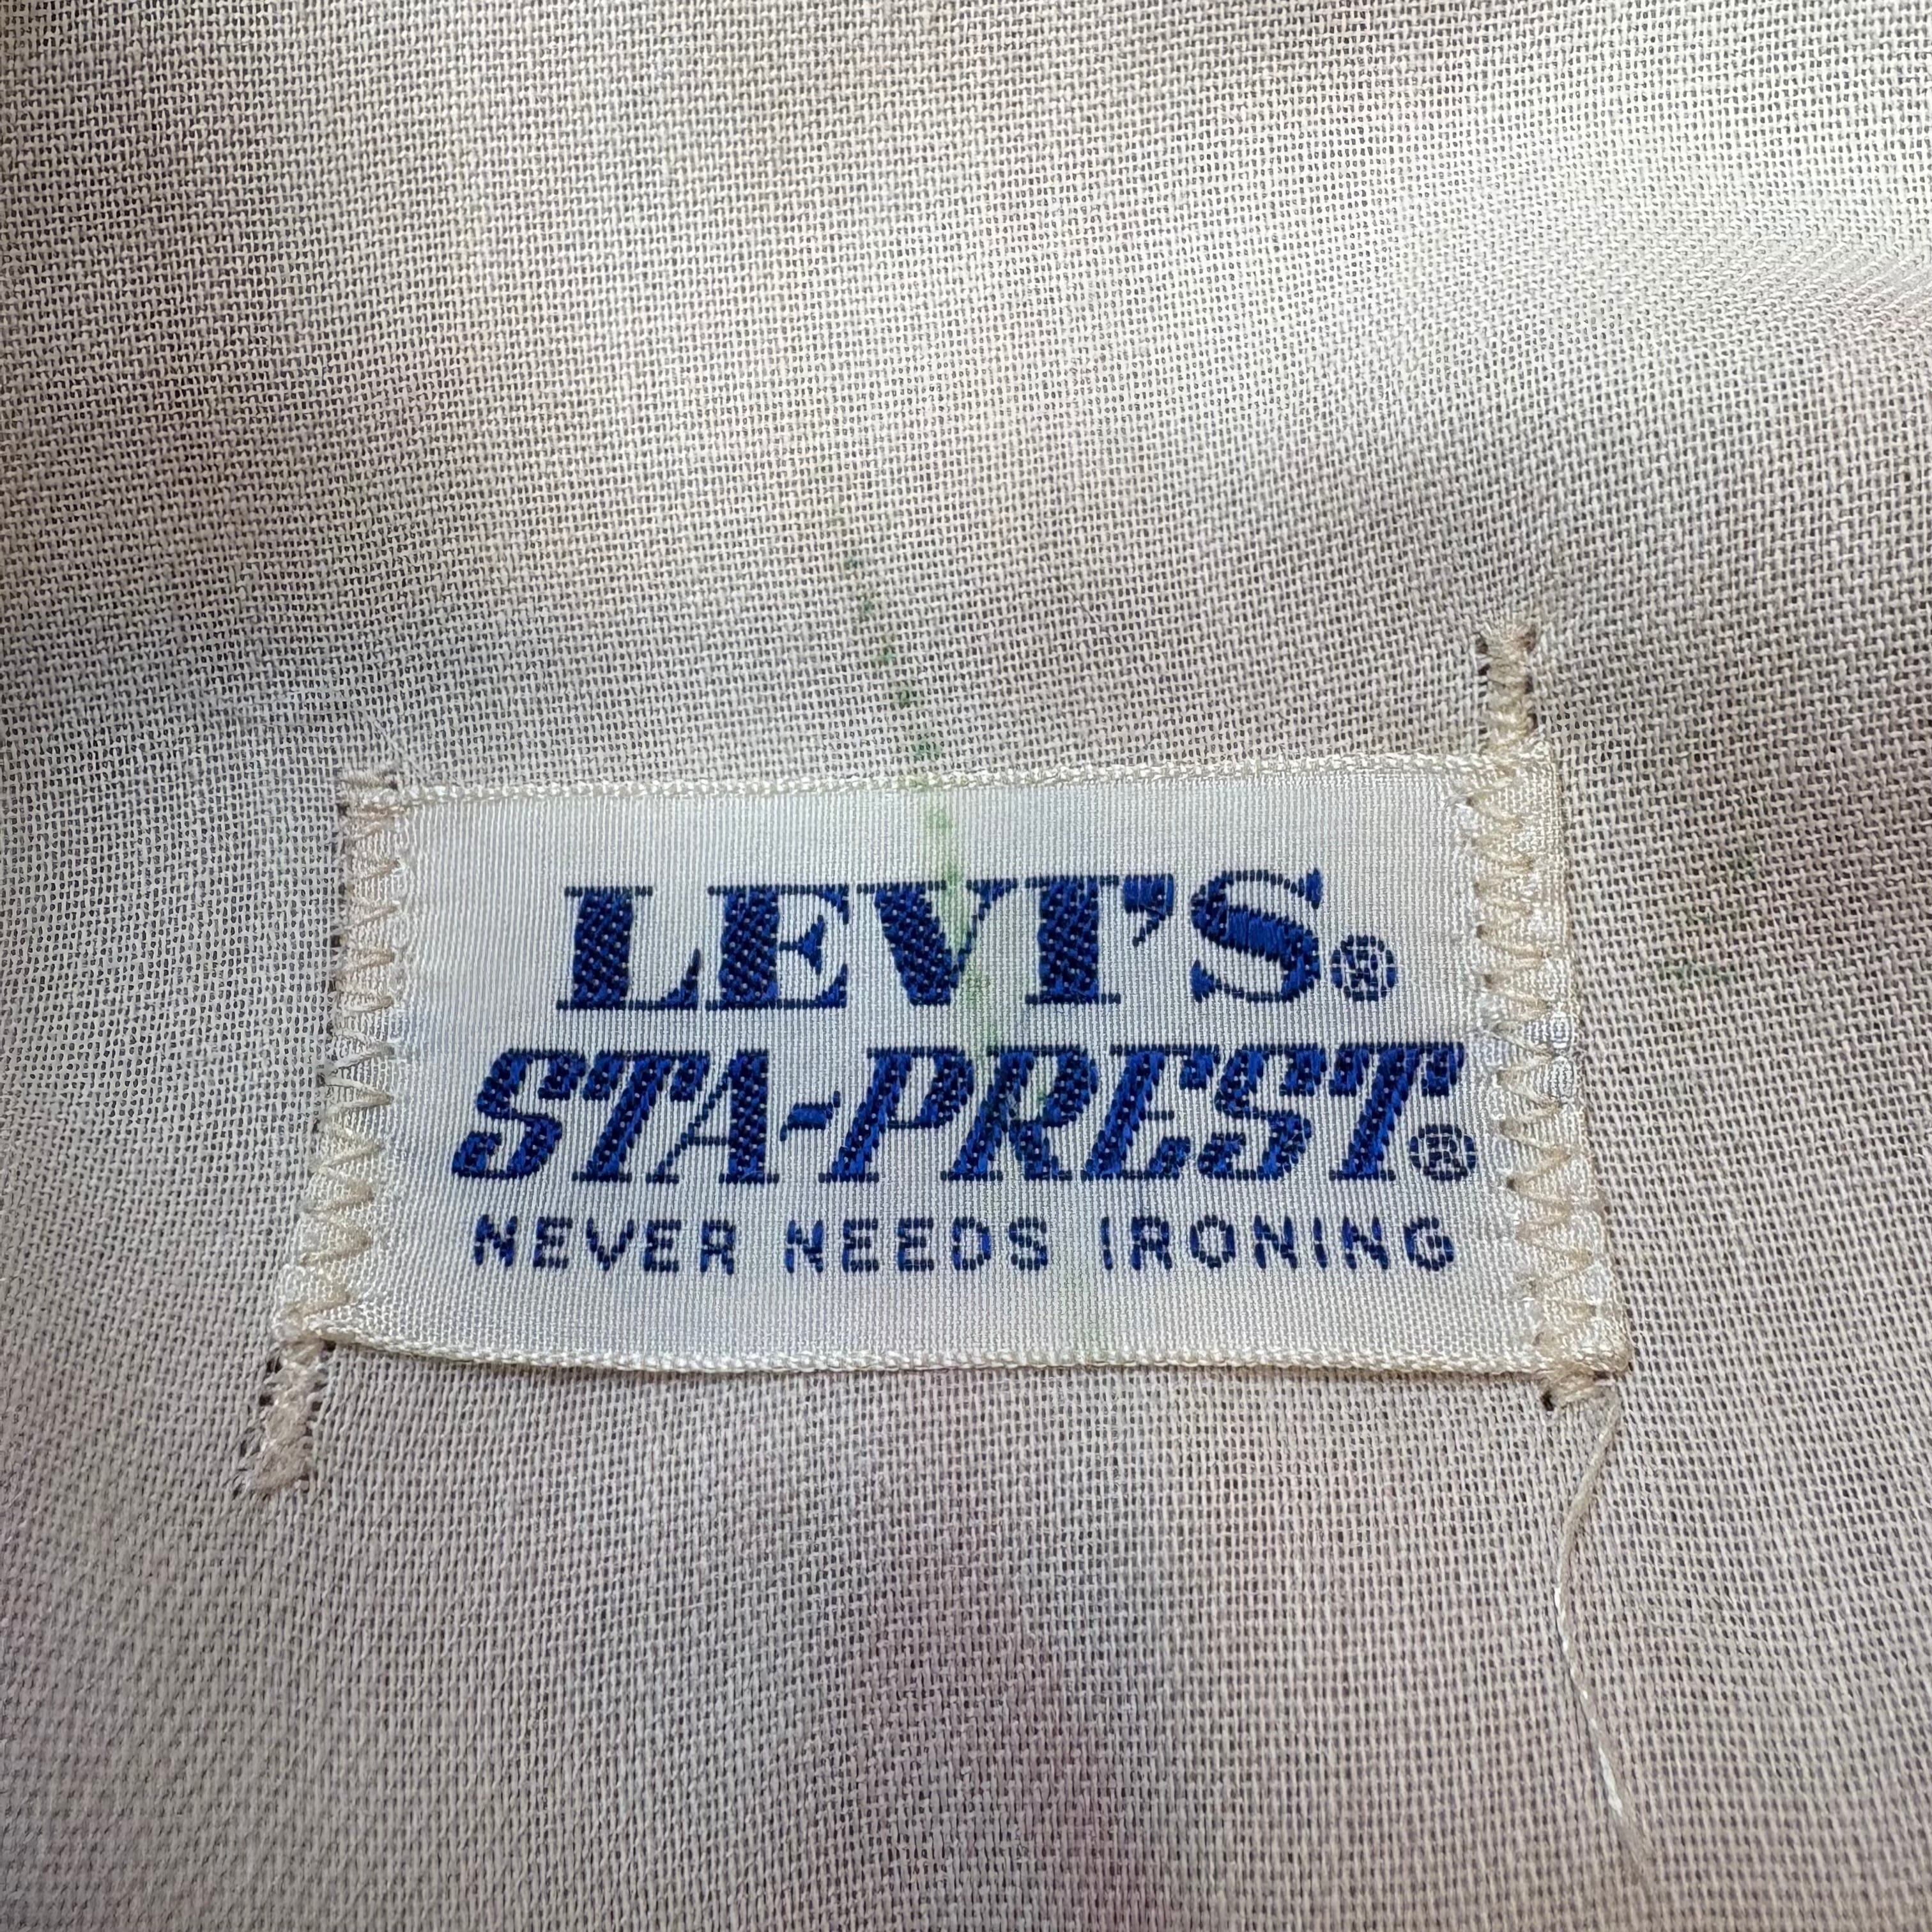 LEVI'S®
STA-PREST®
NEVER NEEDS IRONING